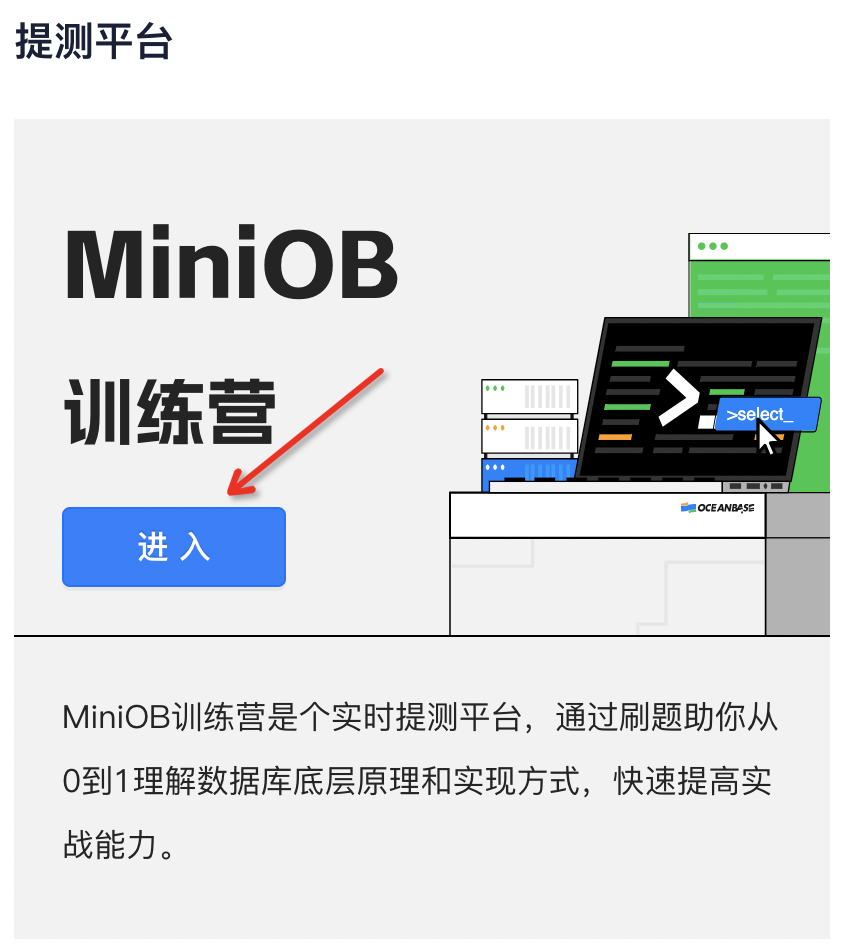 提测平台
MiniOB
训练营
>select_
OCEANBASE
进 入
MiniOB训练营是个实时提测平台，通过刷题助你从
0到1理解数据库底层原理和实现方式，快速提高实
战能力。